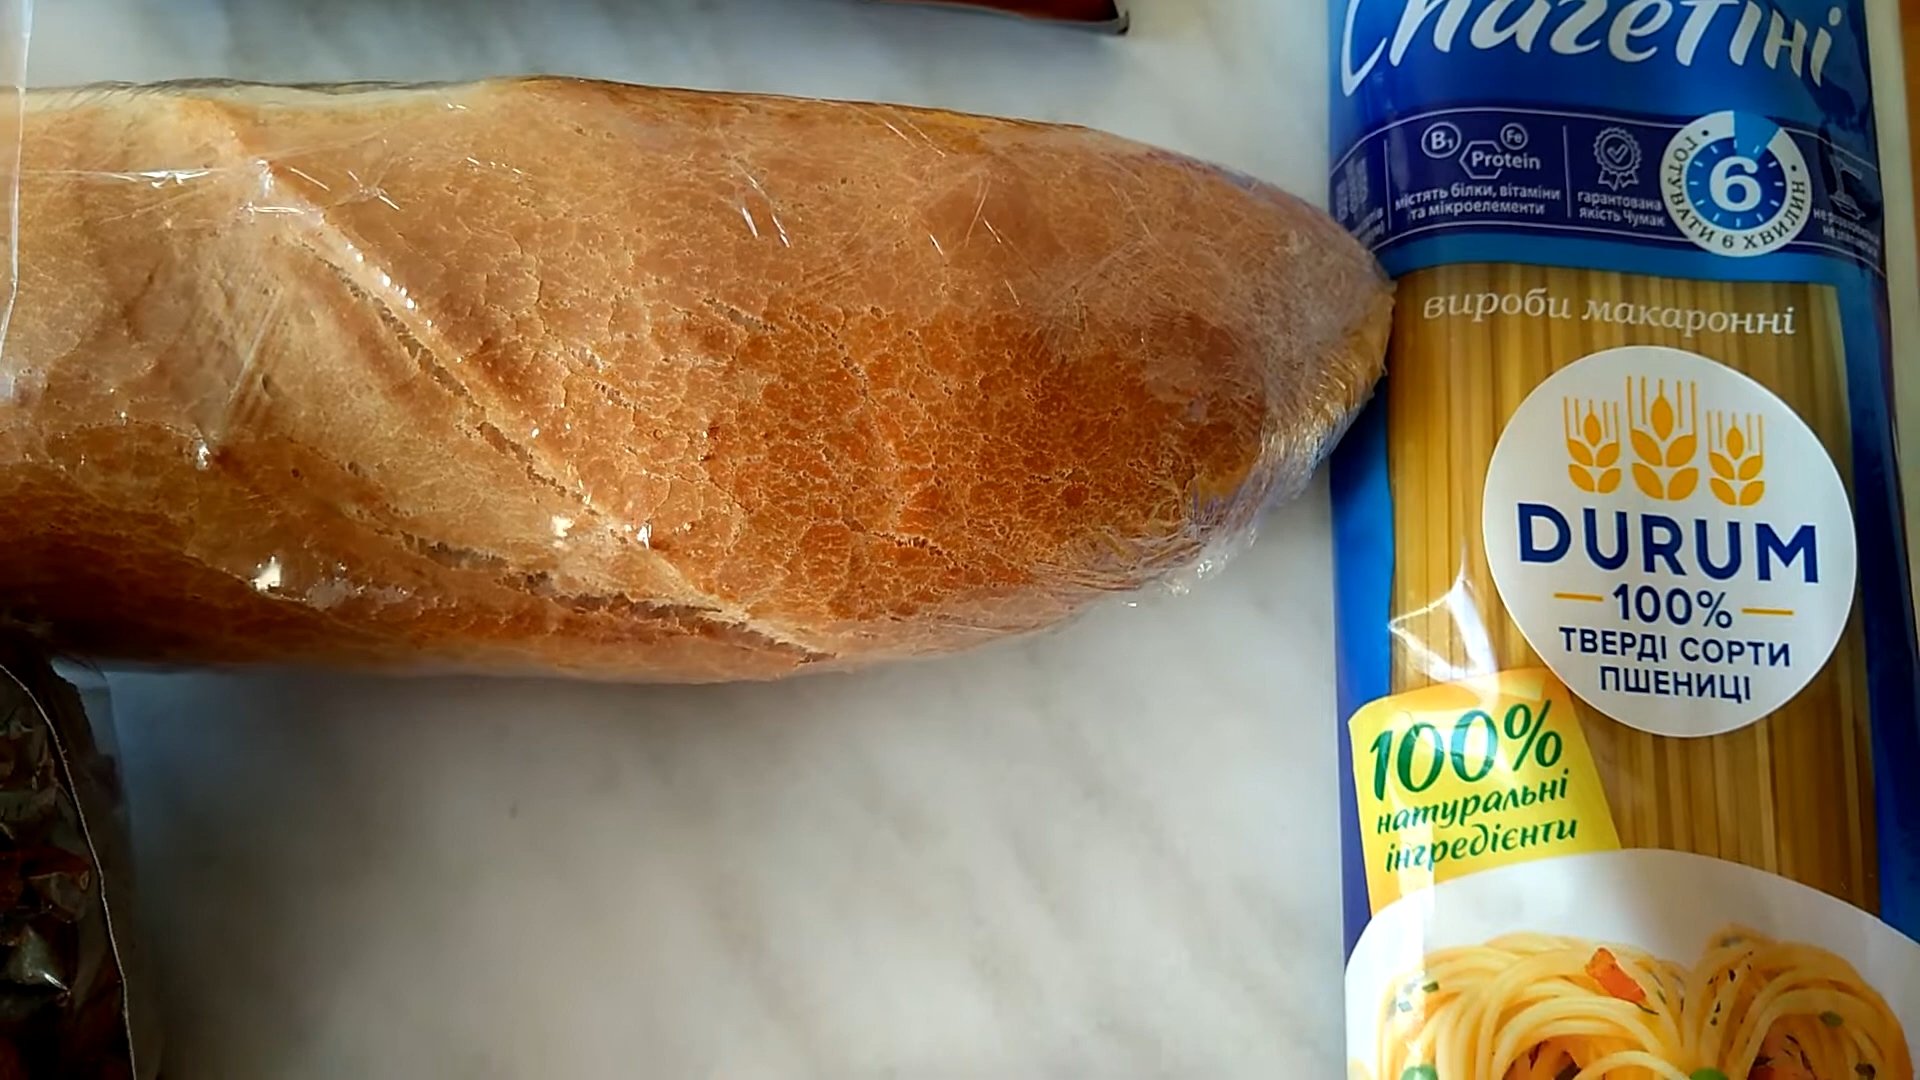 Спагетіні
B₁ Fe
Protein
містять білки, вітаміни
та мікроелементи
гарантована
якість Чумак
6
ГОТУВАТИ 6 ХВИЛИН
вироби макаронні
DURUM
100%
ТВЕРДІ СОРТИ
ПШЕНИЦІ
100%
натуральні
інгредієнти